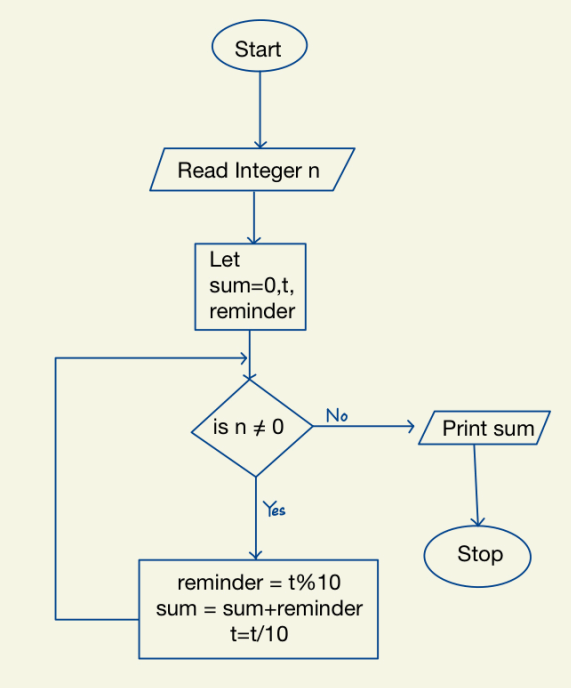 Start
Read Integer n
Let
sum=0,t,
reminder
is n ≠ 0
No
Print sum
Yes
Stop
reminder = t%10
sum = sum+reminder
t=t/10